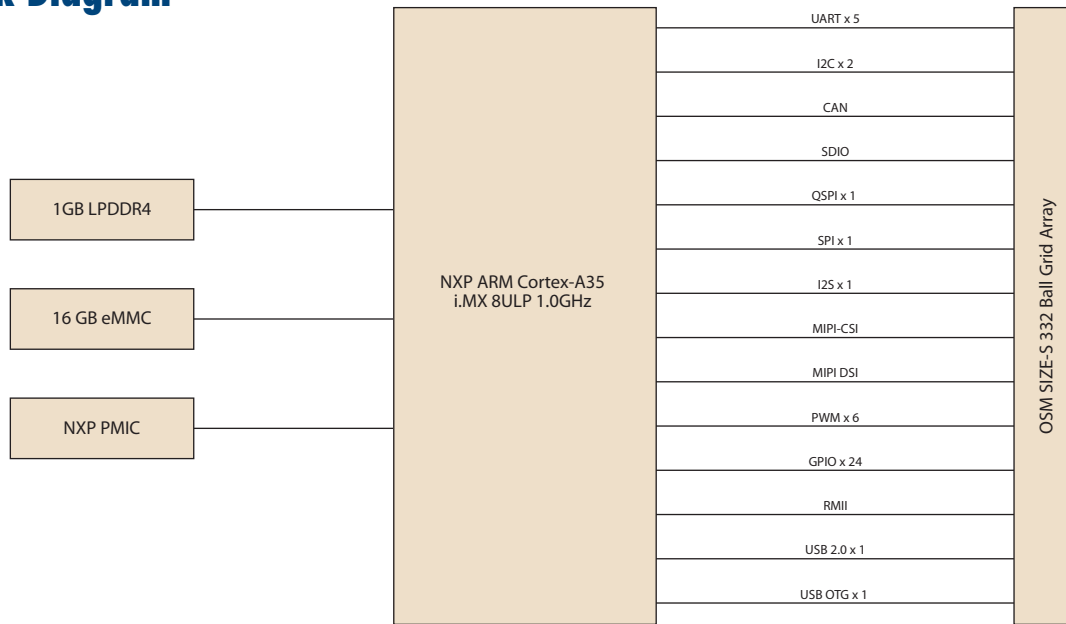 Diagram
1GB LPDDR4
16 GB eMMC
NXP PMIC
NXP ARM Cortex-A35
i.MX 8ULP 1.0GHz
UART x 5
I2C x 2
CAN
SDIO
QSPI x 1
SPI x 1
I2S x 1
MIPI-CSI
MIPI DSI
PWM x 6
GPIO x 24
RMII
USB 2.0 x 1
USB OTG x 1
OSM SIZE-S 332 Ball Grid Array